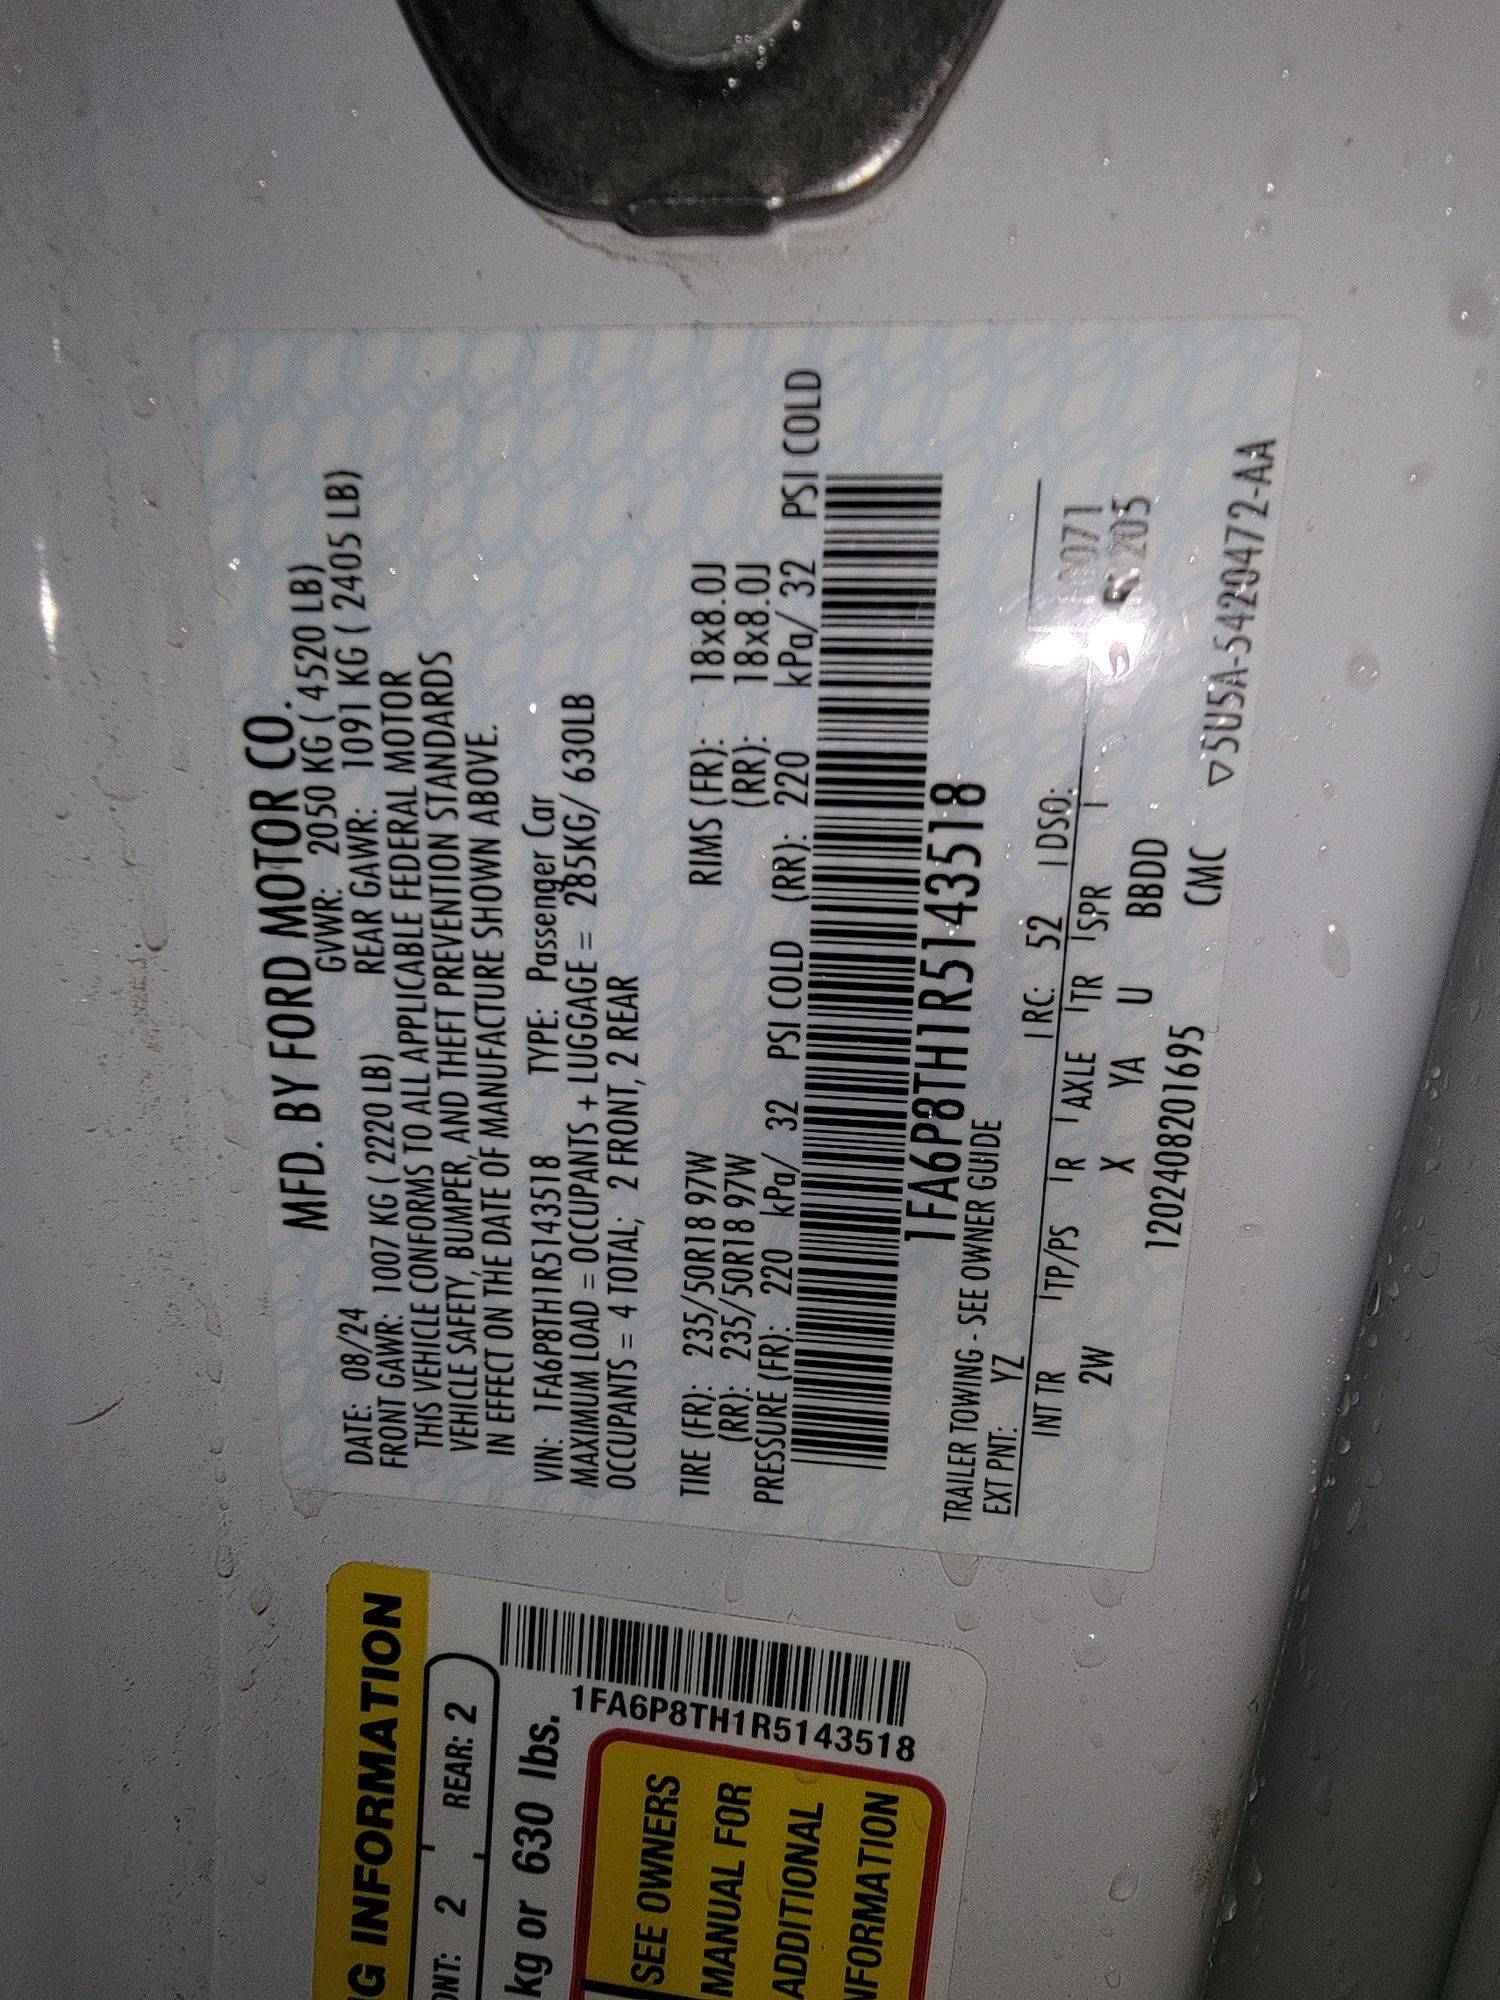 MFD. BY FORD MOTOR CO.
DATE: 08/24 GVWR: 2050 KG ( 4520 LB)
FRONT GAWR: 1007 KG ( 2220 LB) REAR GAWR: 1091 KG ( 2405 LB)
THIS VEHICLE CONFORMS TO ALL APPLICABLE FEDERAL MOTOR
VEHICLE SAFETY, BUMPER, AND THEFT PREVENTION STANDARDS
IN EFFECT ON THE DATE OF MANUFACTURE SHOWN ABOVE.
VIN: 1FA6P8TH1R5143518 TYPE: Passenger Car
MAXIMUM LOAD = OCCUPANTS + LUGGAGE = 285KG/ 630LB
OCCUPANTS = 4 TOTAL; 2 FRONT, 2 REAR
TIRE (FR): 235/50R18 97W RIMS (FR): 18x8.0J
(RR): 235/50R18 97W (RR): 18x8.0J
PRESSURE (FR): 220 kPa/ 32 PSI COLD (RR): 220 kPa/ 32 PSI COLD
1FA6P8TH1R5143518
TRAILER TOWING - SEE OWNER GUIDE
EXT PNT: YZ RC: 52 DSO:
INT TR TP/PS R AXLE TR SPR
2W X YA U BBDD 205
1202408201695 CMC ▽5U5A-5420472-AA
INFORMATION
2 REAR: 2
kg or 630 lbs.
1FA6P8TH1R5143518
SEE OWNERS
MANUAL FOR
ADDITIONAL
INFORMATION